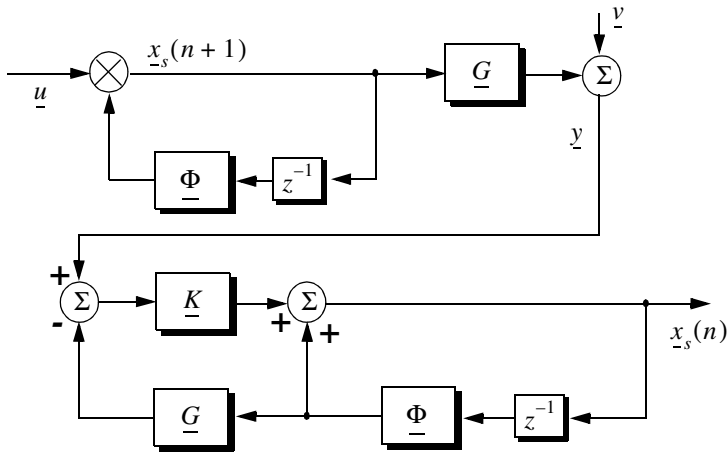 v
x_s(n + 1)
G
Σ
u
y
Φ
z^{-1}
+
Σ
K
Σ
-
+
+
x_s(n)
G
Φ
z^{-1}